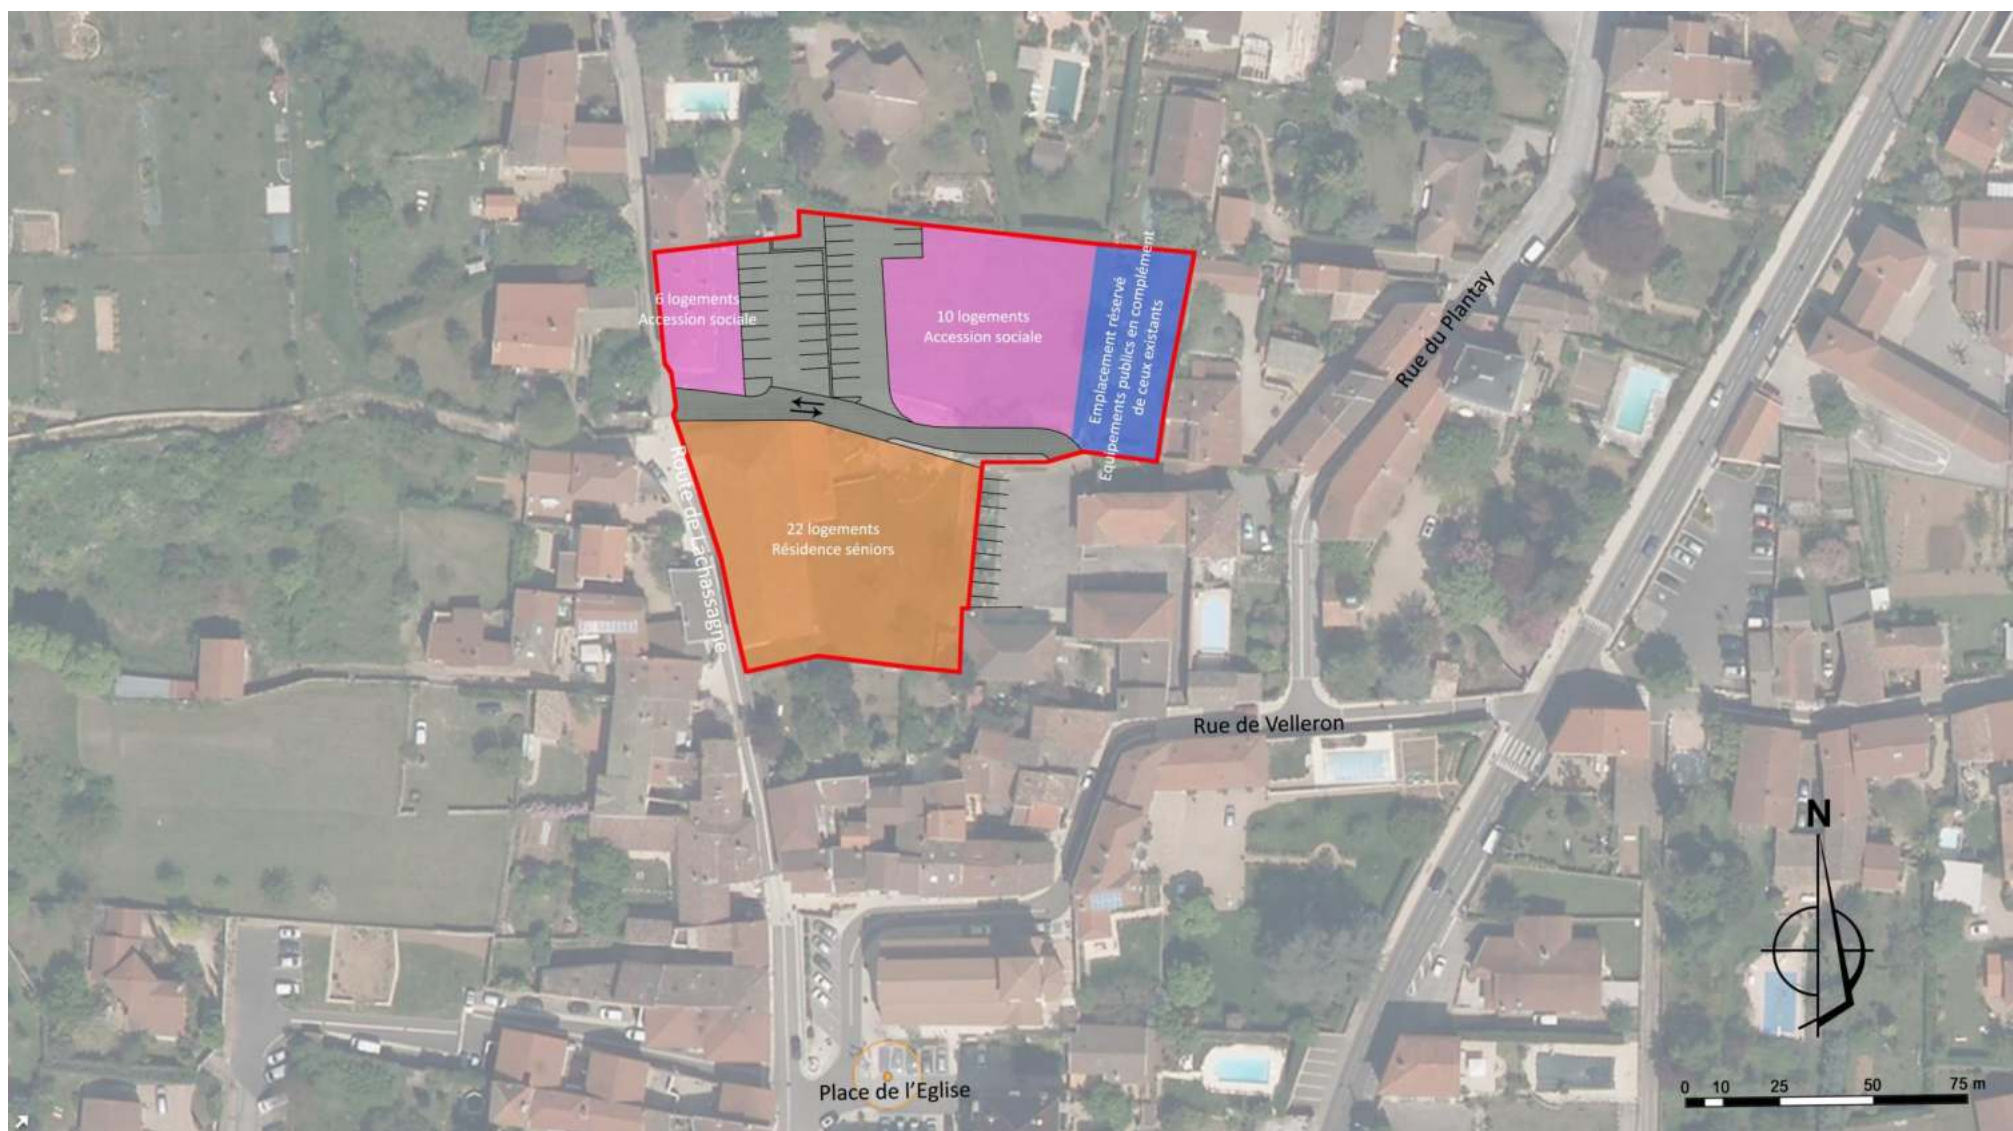 6 logements
Accession sociale
10 logements
Accession sociale
Emplacement réservé
Equipements publics en complément
de ceux existants
Rue du Plantay
22 logements
Résidence séniors
Route de Lachassagne
Rue de Velleron
N
Place de l'Eglise
0 10 25 50 75 m